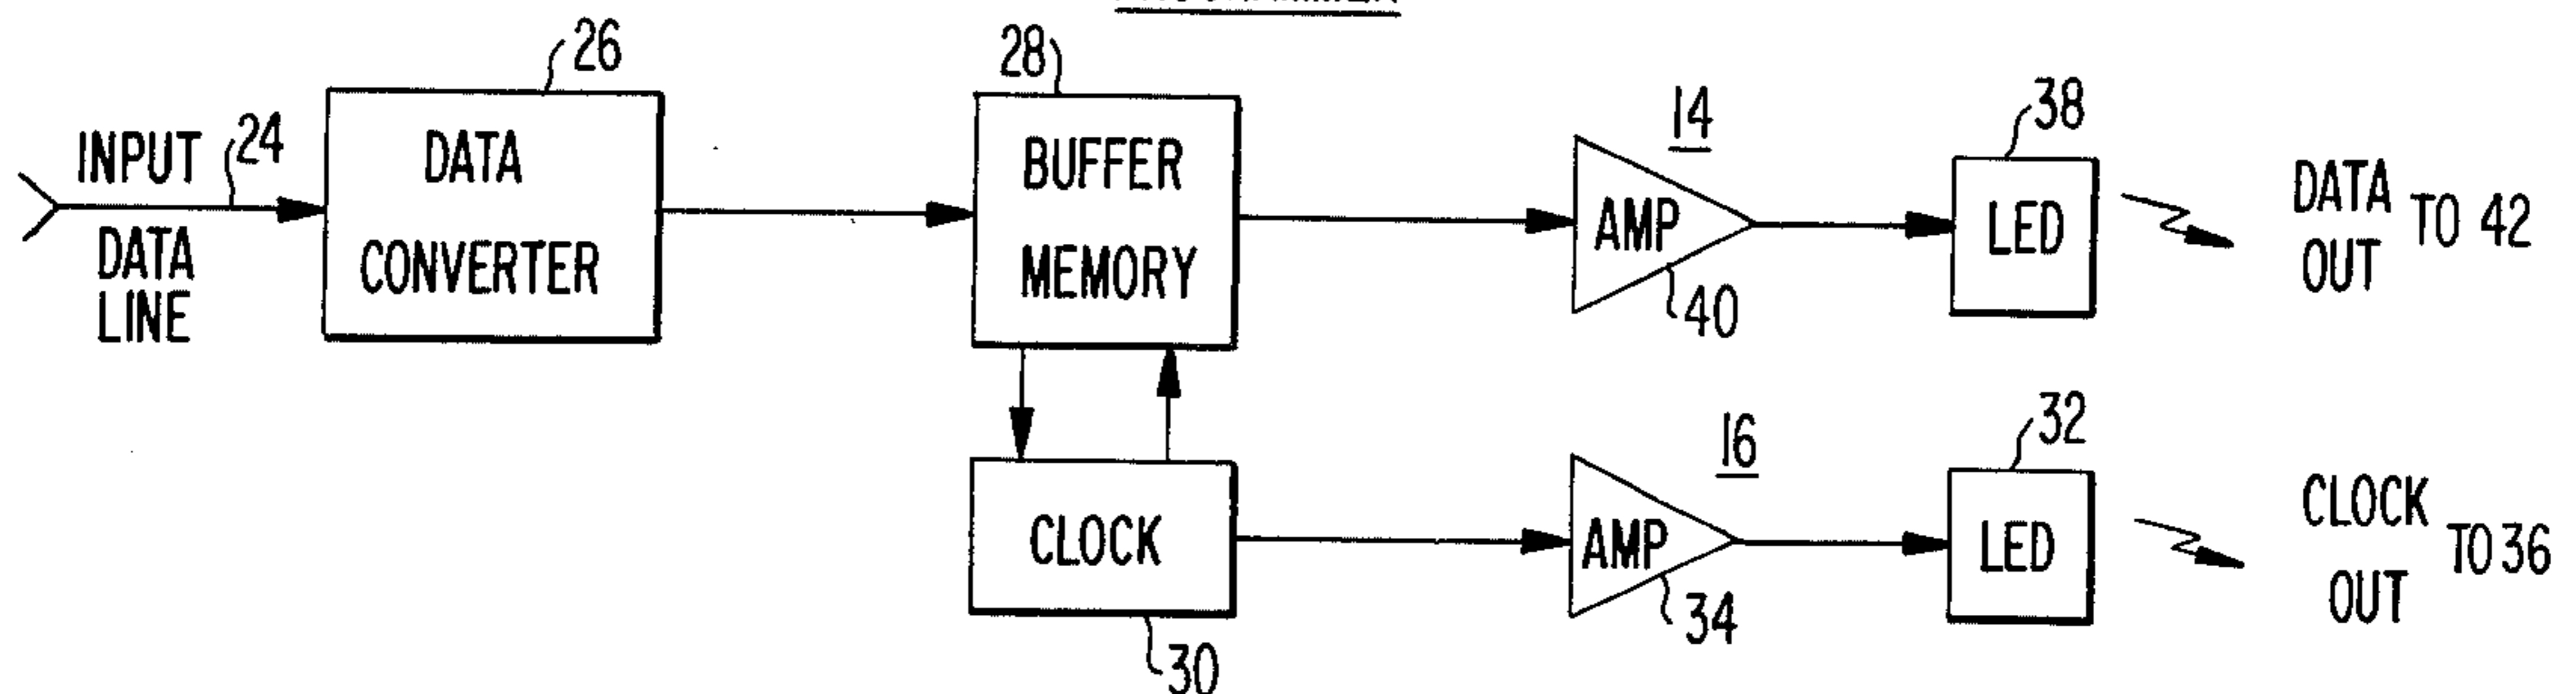 26
INPUT 24
DATA
LINE
DATA
CONVERTER
28
BUFFER
MEMORY
14
AMP
40
38
LED
DATA
OUT
TO 42
CLOCK
30
16
AMP
34
32
LED
CLOCK
OUT
TO 36